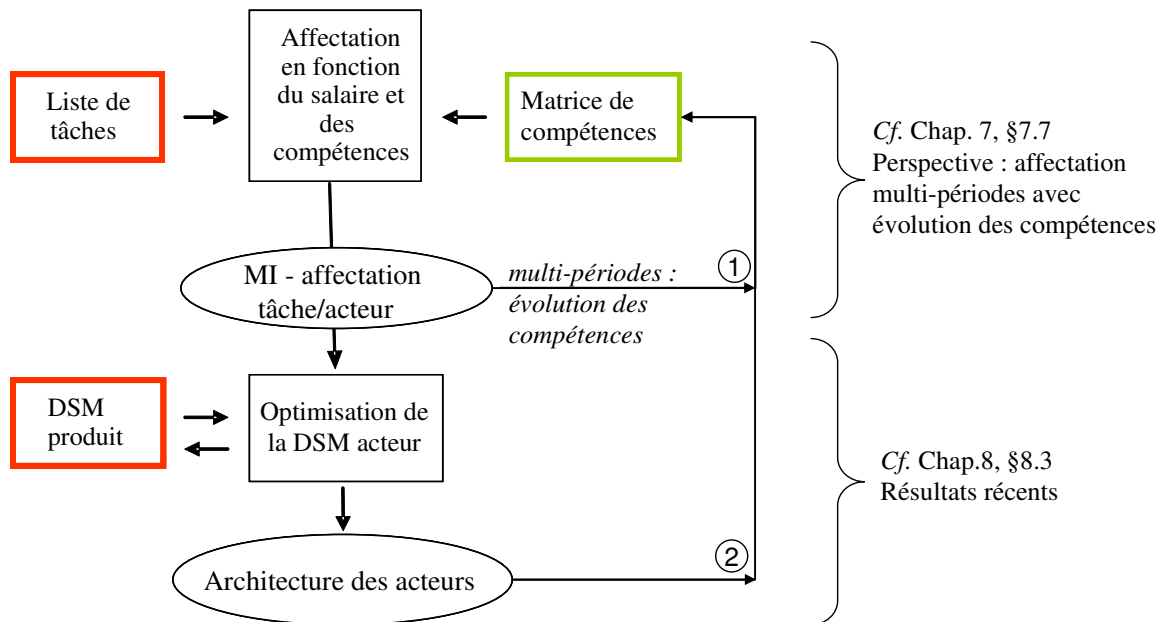 Affectation
en fonction
du salaire et
des
compétences
Liste de
tâches
Matrice de
compétences
Cf. Chap. 7, §7.7
Perspective : affectation
multi-périodes avec
évolution des compétences
MI - affectation
tâche/acteur
multi-périodes :
évolution des
compétences
1
DSM
produit
Optimisation de
la DSM acteur
Cf. Chap.8, §8.3
Résultats récents
Architecture des acteurs
2